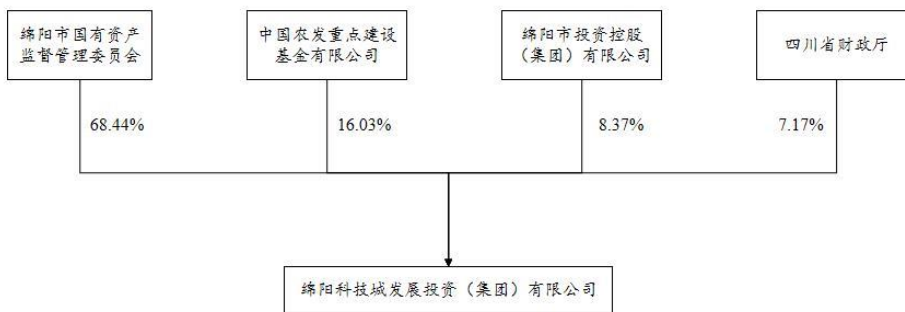 绵阳市国有资产
监督管理委员会
中国农发重点建设
基金有限公司
绵阳市投资控股
（集团）有限公司
四川省财政厅
68.44%
16.03%
8.37%
7.17%
绵阳科技城发展投资（集团）有限公司